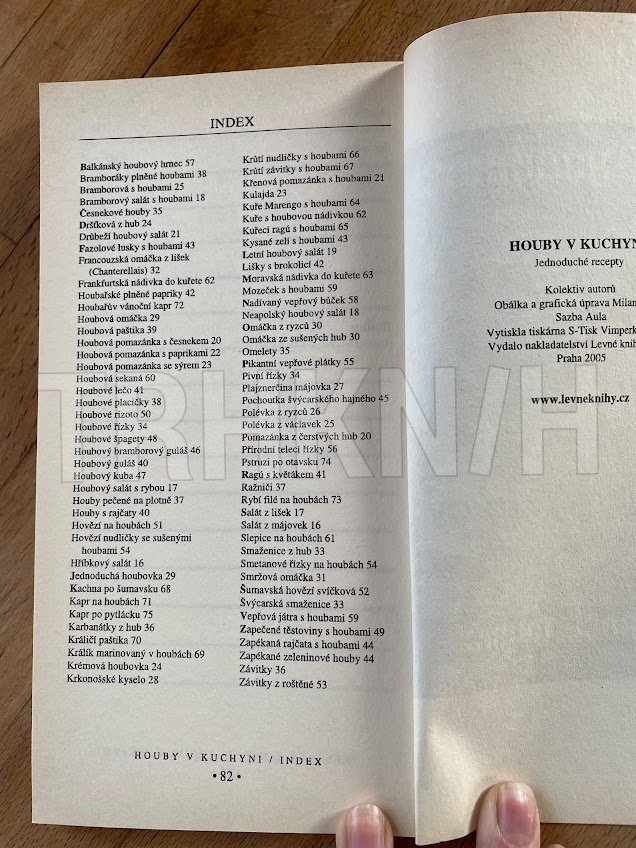 INDEX
Balkánský houbový hrnec 57
Bramboráky plněné houbami 38
Bramborová s houbami 25
Bramborový salát s houbami 18
Česnekové houby 35
Dršťková z hub 24
Drůbeží houbový salát 21
Fazolové lusky s houbami 43
Francouzská omáčka z lišek
(Chanterellais) 32
Frankfurtská nádivka do kuřete 62
Houbařské plněné papriky 42
Houbařův vánoční kapr 72
Houbová omáčka 29
Houbová paštika 39
Houbová pomazánka s česnekem 20
Houbová pomazánka s paprikami 22
Houbová pomazánka se sýrem 23
Houbová sekaná 60
Houbové lečo 41
Houbové placičky 38
Houbové rizoto 50
Houbové řízky 34
Houbové špagety 48
Houbový bramborový guláš 46
Houbový guláš 40
Houbový kuba 47
Houbový salát s rybou 17
Houby pečené na plotně 37
Houby s rajčaty 40
Hovězí na houbách 51
Hovězí nudličky se sušenými
houbami 54
Hříbkový salát 16
Jednoduchá houbovka 29
Kachna po šumavsku 68
Kapr na houbách 71
Kapr po pytlácku 75
Karbanátky z hub 36
Králičí paštika 70
Králík marinovaný v houbách 69
Krémová houbovka 24
Krkonošské kyselo 28
Krůtí nudličky s houbami 66
Krůtí závitky s houbami 67
Křenová pomazánka s houbami 21
Kulajda 23
Kuře Marengo s houbami 64
Kuře s houbovou nádivkou 62
Kuřecí ragú s houbami 65
Kysané zelí s houbami 43
Letní houbový salát 19
Lišky s brokolicí 42
Moravská nádivka do kuřete 63
Mozeček s houbami 59
Nadívaný vepřový bůček 58
Neapolský houbový salát 18
Omáčka z ryzců 30
Omáčka ze sušených hub 30
Omelety 35
Pikantní vepřové plátky 55
Pivní řízky 34
Plajznerčina májovka 27
Pochoutka švýcarského hajného 45
Polévka z ryzců 26
Polévka z václavek 25
Pomazánka z čerstvých hub 20
Přírodní telecí řízky 56
Pstruzi po otávsku 74
Ragú s květákem 41
Ražniči 37
Rybí filé na houbách 73
Salát z lišek 17
Salát z májovek 16
Slepice na houbách 61
Smaženice z hub 33
Smetanové řízky na houbách 54
Smržová omáčka 31
Šumavská hovězí svíčková 52
Švýcarská smaženice 33
Vepřová játra s houbami 59
Zapečené těstoviny s houbami 49
Zapékaná rajčata s houbami 44
Zapékané zeleninové houby 44
Závitky 36
Závitky z roštěné 53
HOUBY V KUCHYNI / INDEX
• 82 •
HOUBY V KUCHYN
Jednoduché recepty
Kolektiv autorů
Obálka a grafická úprava Milan
Sazba Aula
Vytiskla tiskárna S-Tisk Vimperk
Vydalo nakladatelství Levné knih
Praha 2005
www.levneknihy.cz